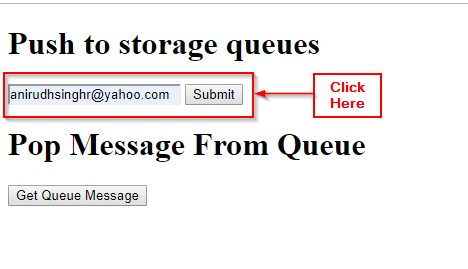 Push to storage queues
anirudhsinghr@yahoo.com Submit
Click
Here
Pop Message From Queue
Get Queue Message